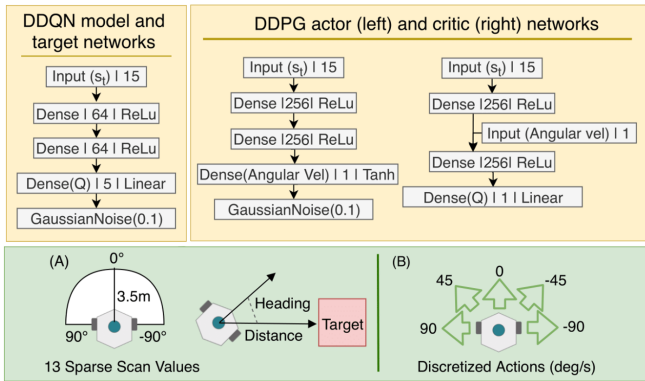 DDQN model and
target networks
Input (st) | 15
Dense | 64 | ReLu
Dense | 64 | ReLu
Dense(Q) | 5 | Linear
GaussianNoise(0.1)
DDPG actor (left) and critic (right) networks
Input (st) | 15
Dense |256| ReLu
Dense |256| ReLu
Dense(Angular Vel) | 1 | Tanh
GaussianNoise(0.1)
Input (st) | 15
Dense |256| ReLu
Input (Angular vel) | 1
Dense |256| ReLu
Dense(Q) | 1 | Linear
(A)
0°
3.5m
90°
-90°
13 Sparse Scan Values
Heading
Distance
Target
(B)
0
45
-45
90
-90
Discretized Actions (deg/s)